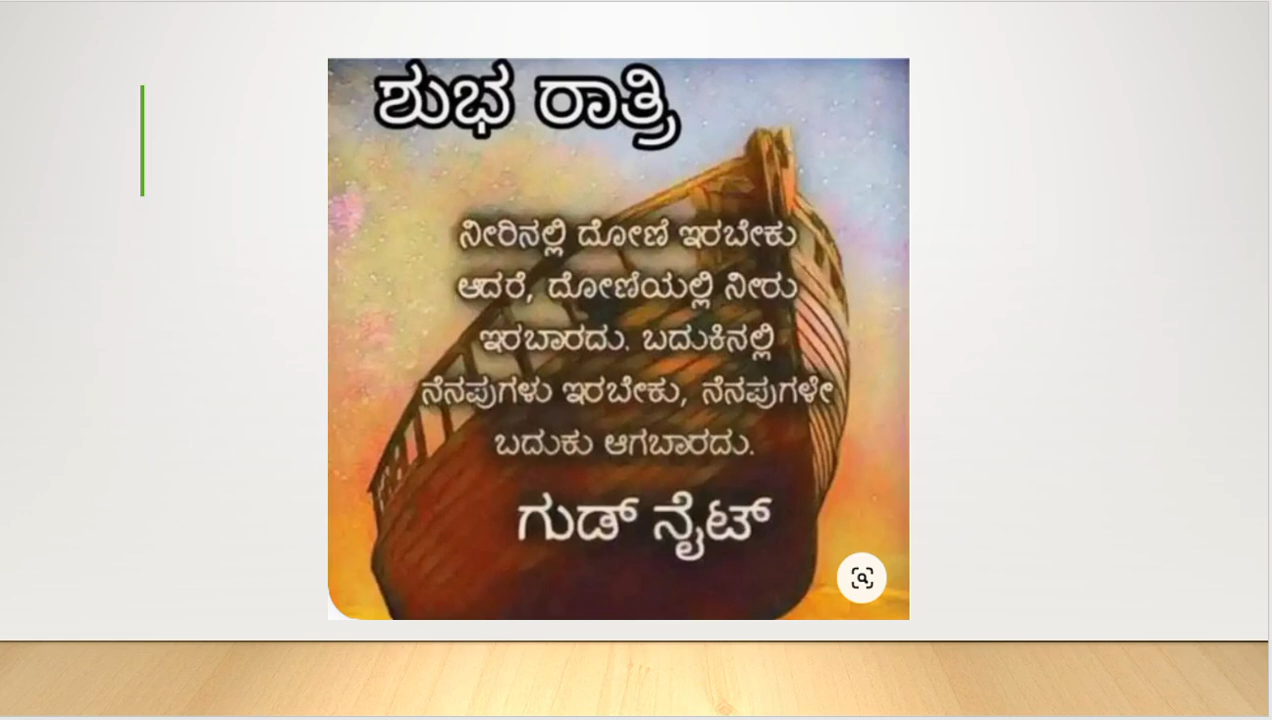 ಶುಭ ರಾತ್ರಿ
ನೀರಿನಲ್ಲಿ ದೋಣಿ ಇರಬೇಕು
ಆದರೆ, ದೋಣಿಯಲ್ಲಿ ನೀರು
ಇರಬಾರದು. ಬದುಕಿನಲ್ಲಿ
ನೆನಪುಗಳು ಇರಬೇಕು, ನೆನಪುಗಳೇ
ಬದುಕು ಆಗಬಾರದು.
ಗುಡ್ ನೈಟ್